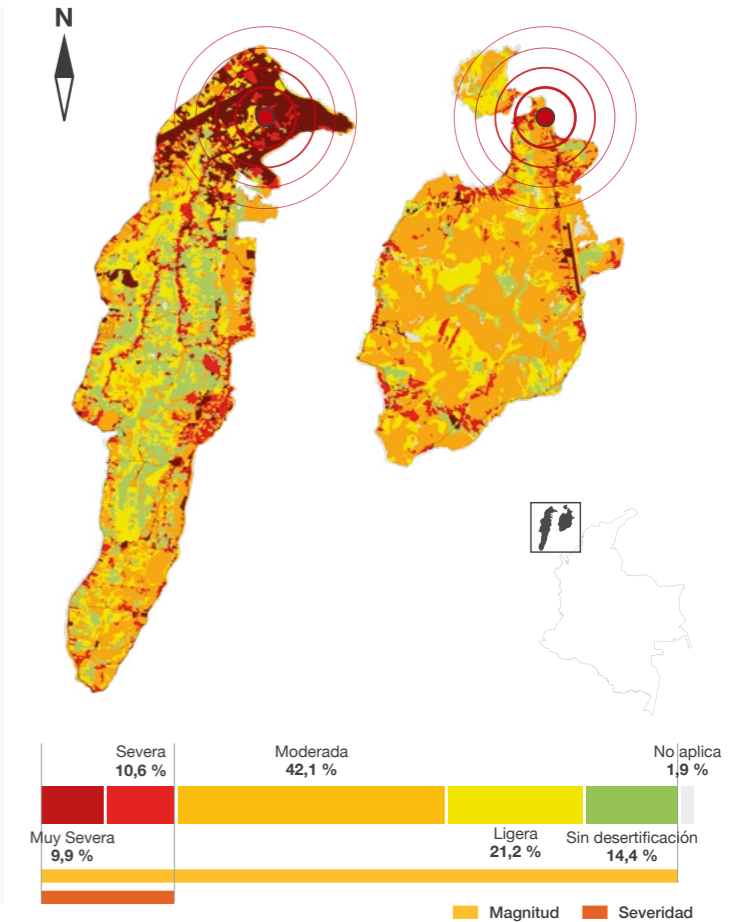 N
Severa
10,6 %
Moderada
42,1 %
No aplica
1,9 %
Muy Severa
9,9 %
Ligera
21,2 %
Sin desertificación
14,4 %
Magnitud
Severidad